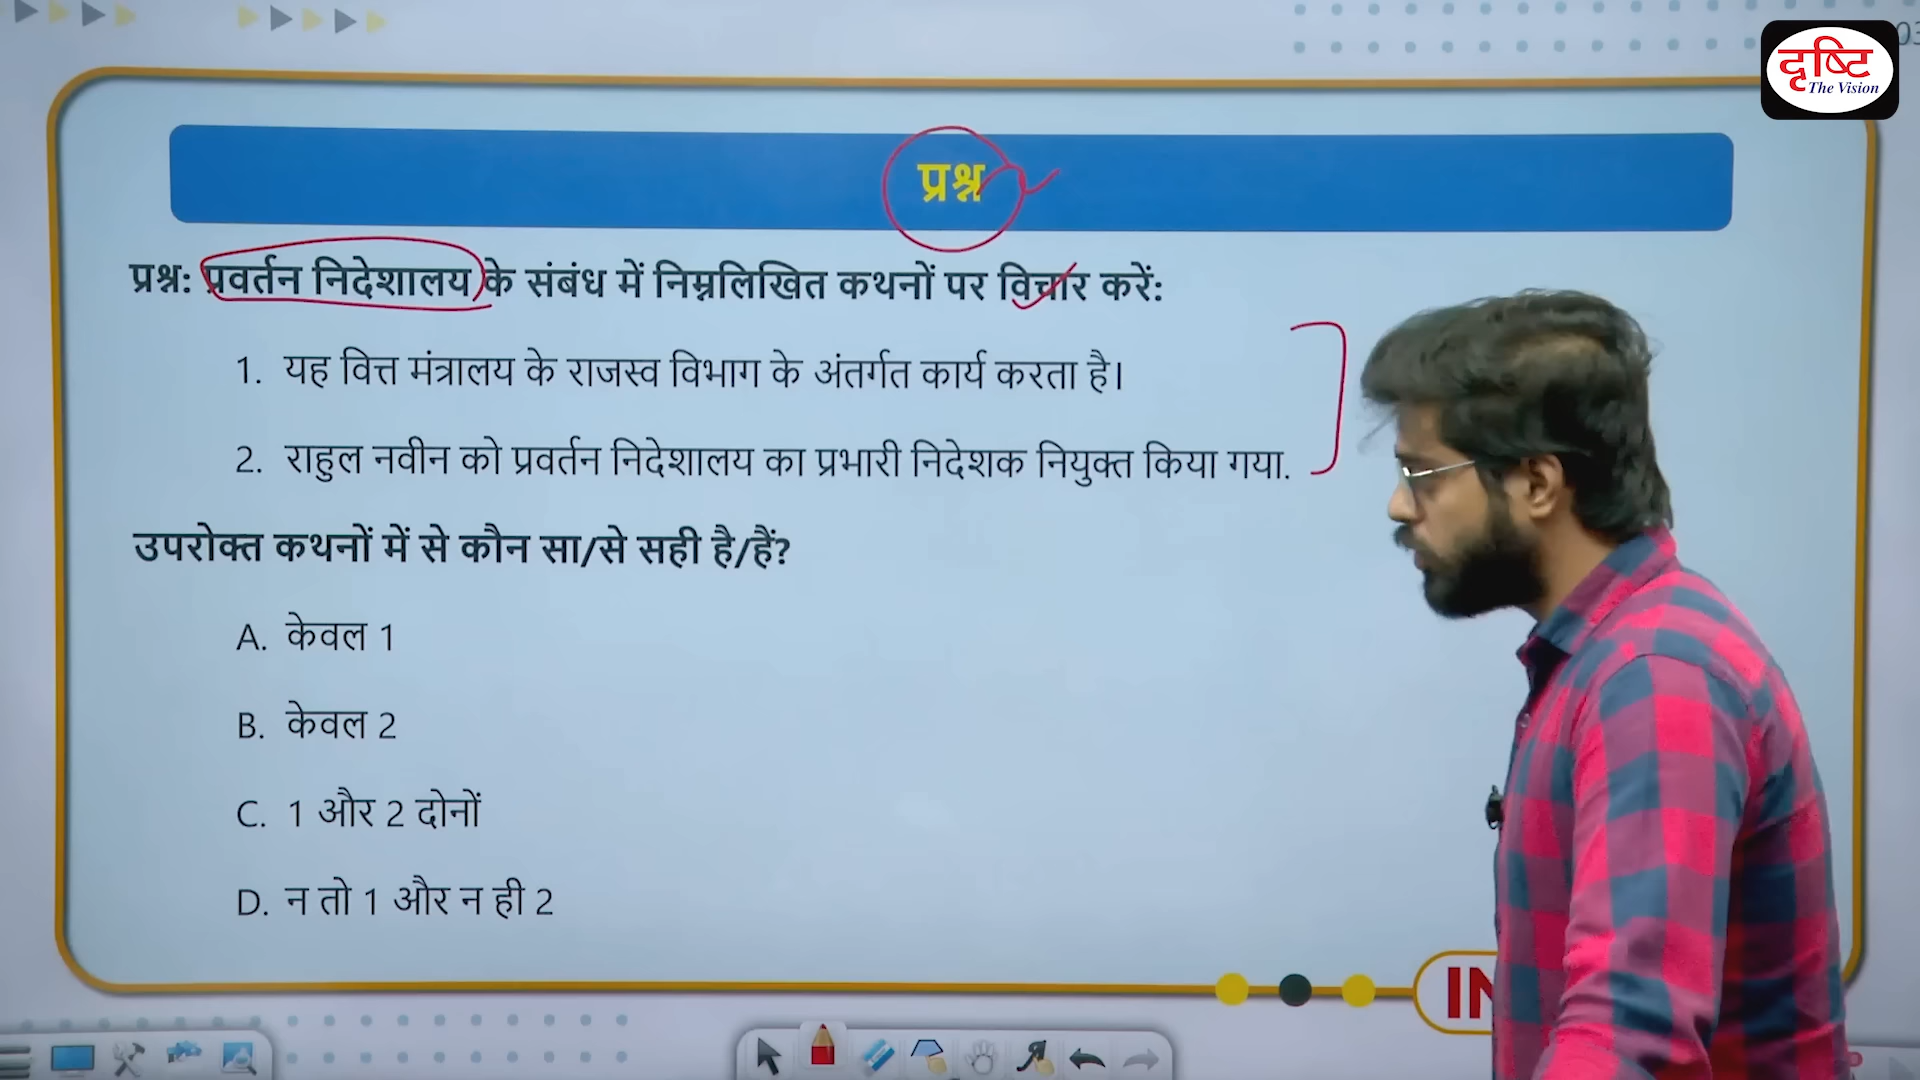 03
दृष्टि
The Vision
प्रश्न
प्रश्न: प्रवर्तन निदेशालय के संबंध में निम्नलिखित कथनों पर विचार करें:
1. यह वित्त मंत्रालय के राजस्व विभाग के अंतर्गत कार्य करता है।
2. राहुल नवीन को प्रवर्तन निदेशालय का प्रभारी निदेशक नियुक्त किया गया.
उपरोक्त कथनों में से कौन सा/से सही है/हैं?
A. केवल 1
B. केवल 2
C. 1 और 2 दोनों
D. न तो 1 और न ही 2
IN